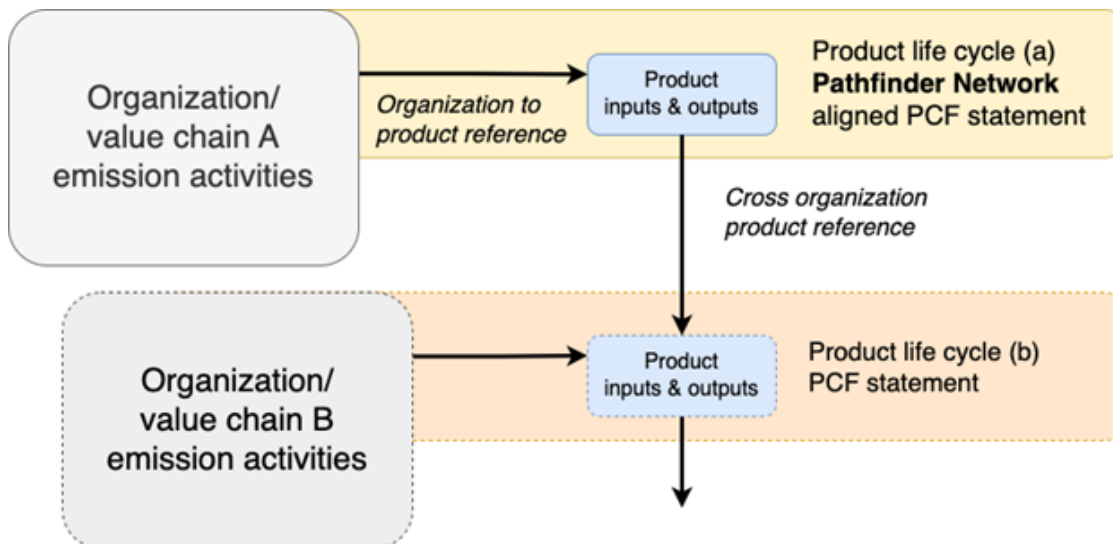 Organization/
value chain A
emission activities
Organization to
product reference
Product
inputs & outputs
Product life cycle (a)
Pathfinder Network
aligned PCF statement
Cross organization
product reference
Organization/
value chain B
emission activities
Product
inputs & outputs
Product life cycle (b)
PCF statement